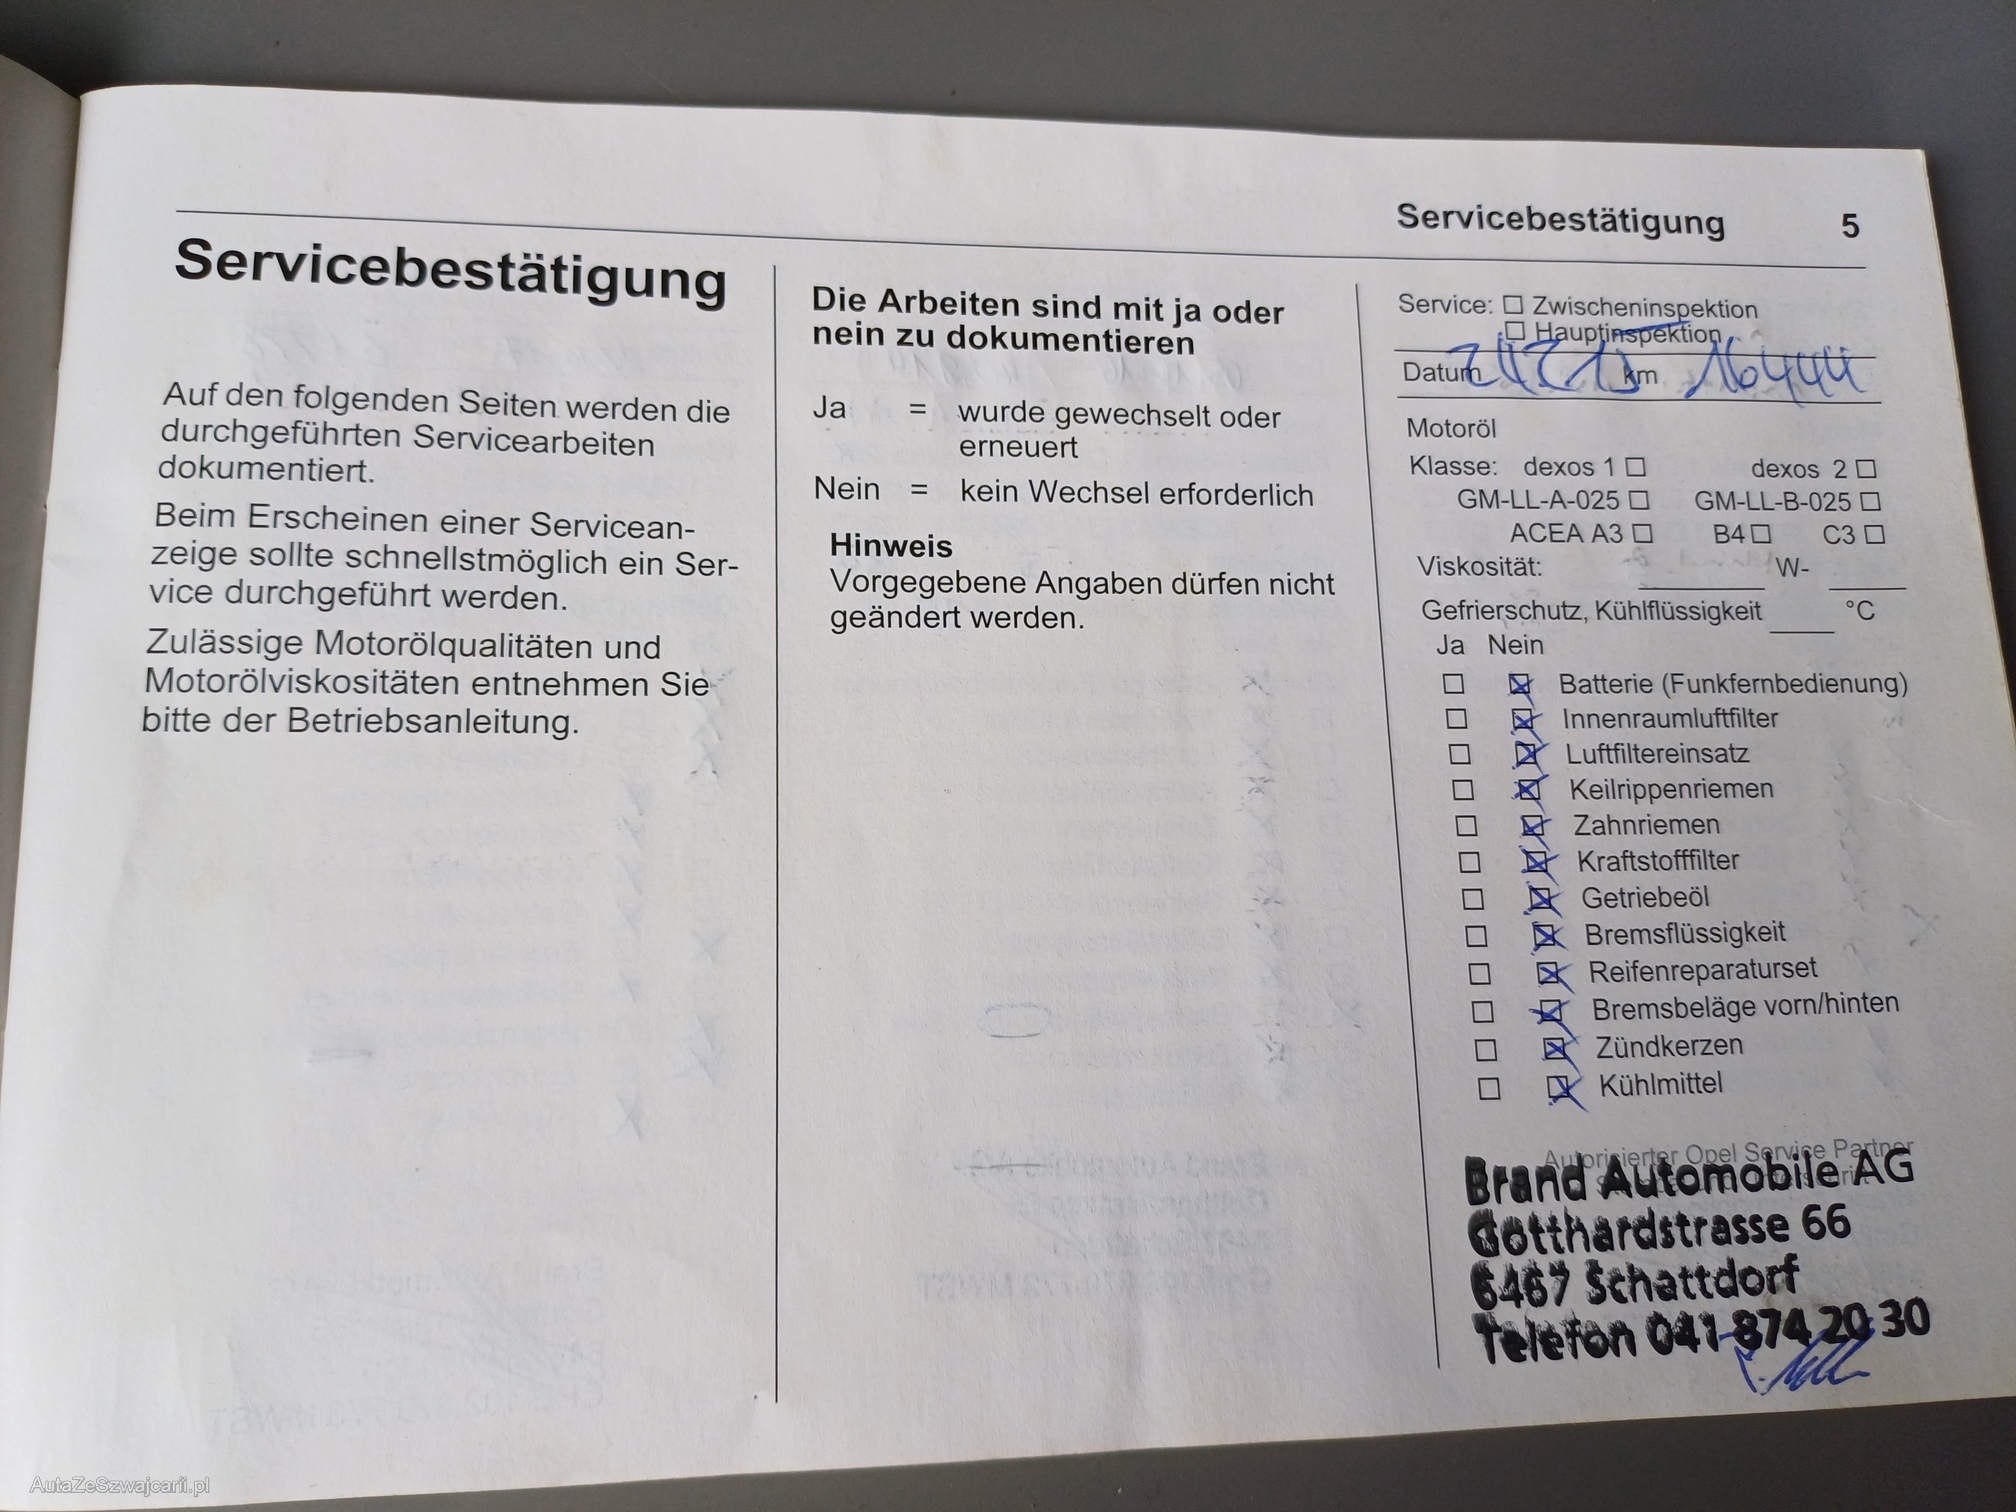 Servicebestätigung 5
Servicebestätigung
Auf den folgenden Seiten werden die
durchgeführten Servicearbeiten
dokumentiert.
Beim Erscheinen einer Servicean-
zeige sollte schnellstmöglich ein Ser-
vice durchgeführt werden.
Zulässige Motorölqualitäten und
Motorölviskositäten entnehmen Sie
bitte der Betriebsanleitung.
Die Arbeiten sind mit ja oder
nein zu dokumentieren
Ja = wurde gewechselt oder
erneuert
Nein = kein Wechsel erforderlich
Hinweis
Vorgegebene Angaben dürfen nicht
geändert werden.
Service: Zwischeninspektion
Hauptinspektion
Datum km 16444
Motoröl
Klasse: dexos 1 dexos 2
GM-LL-A-025 GM-LL-B-025
ACEA A3 B4 C3
Viskosität: W-
Gefrierschutz, Kühlflüssigkeit °C
Ja Nein
Batterie (Funkfernbedienung)
Innenraumluftfilter
Luftfiltereinsatz
Keilrippenriemen
Zahnriemen
Kraftstofffilter
Getriebeöl
Bremsflüssigkeit
Reifenreparaturset
Bremsbeläge vorn/hinten
Zündkerzen
Kühlmittel
Autorisierter Opel Service Partner
Brand Automobile AG
Gotthardstrasse 66
6467 Schattdorf
Telefon 041-874 20 30
AutaZeSzwajcarii.pl